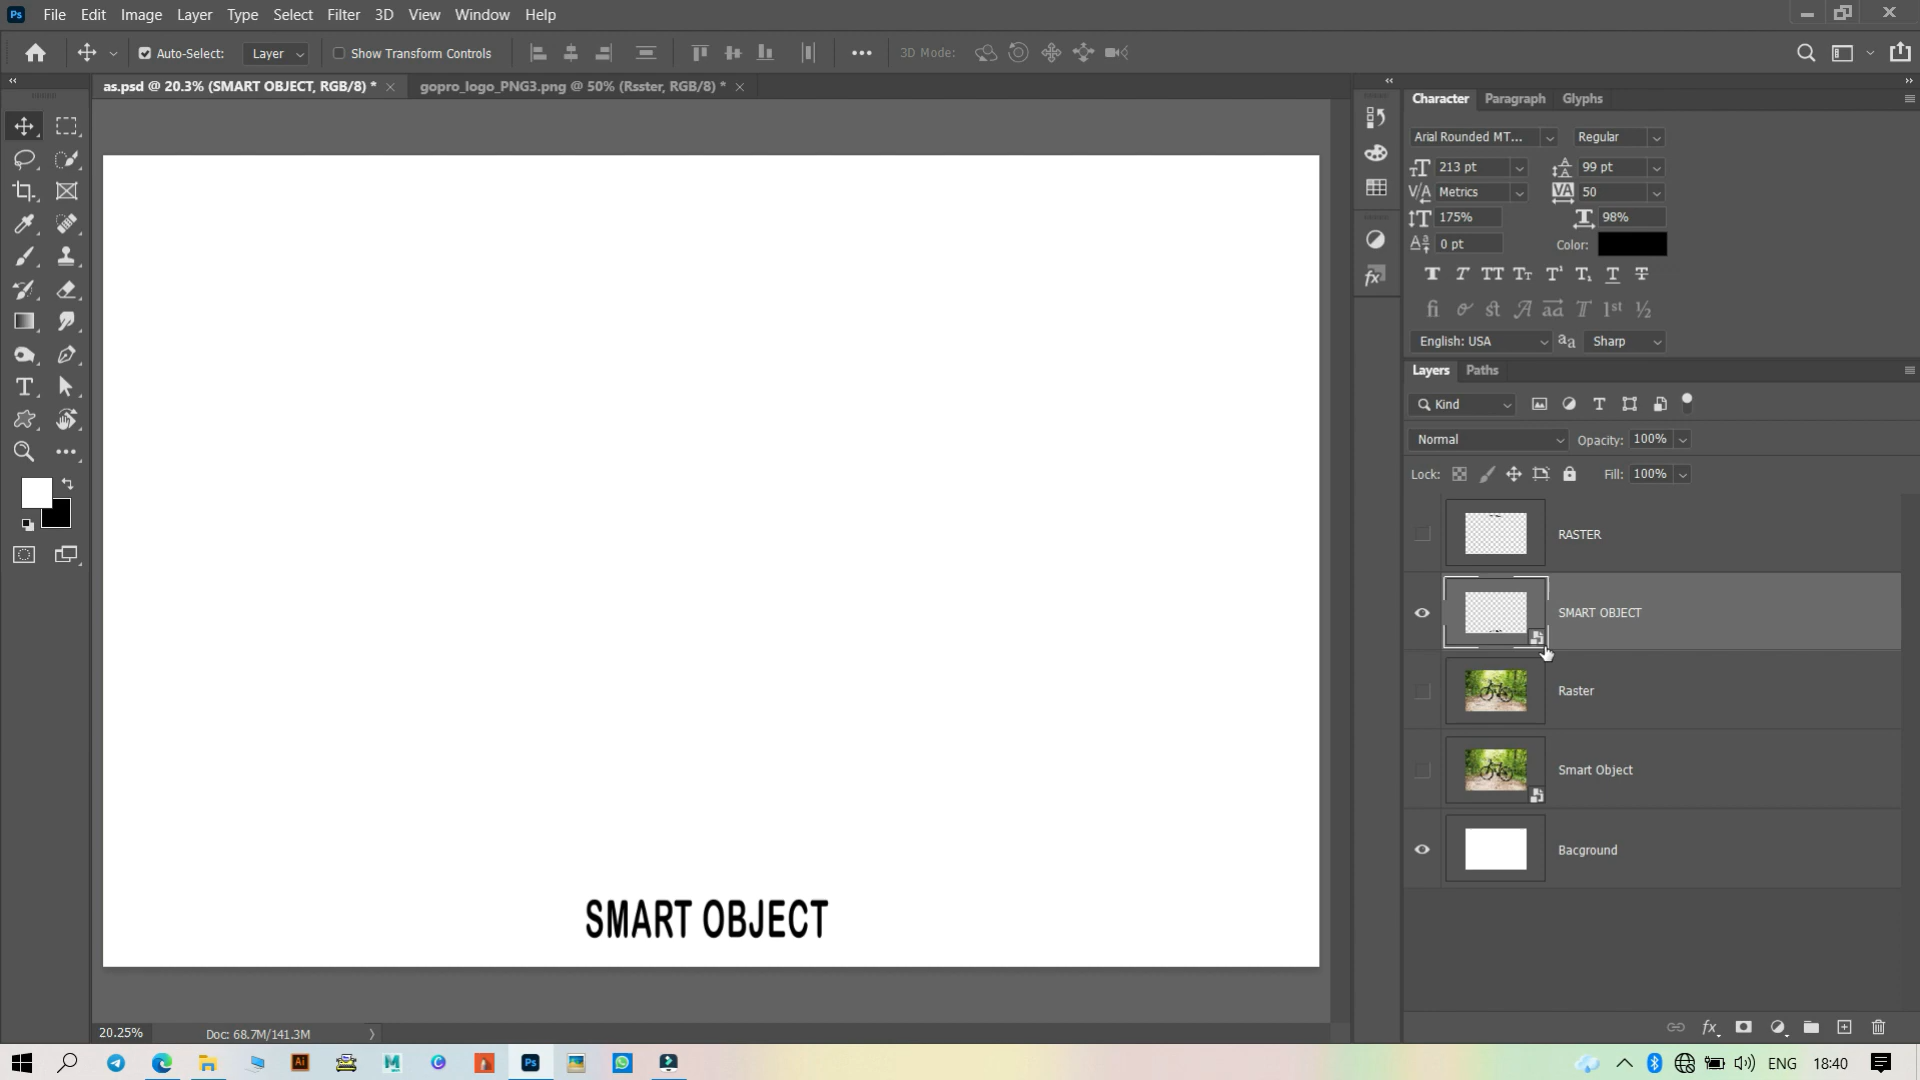 Ps File Edit Image Layer Type Select Filter 3D View Window Help
Auto-Select: Layer Show Transform Controls 3D Mode:
as.psd @ 20.3% (SMART OBJECT, RGB/8) * gopro_logo_PNG3.png @ 50% (Rsster, RGB/8) *
Character Paragraph Glyphs
Arial Rounded MT... Regular
213 pt 99 pt
Metrics 50
175% 98%
0 pt Color:
English: USA Sharp
Layers Paths
Kind
Normal Opacity: 100%
Lock: Fill: 100%
RASTER
SMART OBJECT
Raster
Smart Object
Bacground
SMART OBJECT
20.25% Doc: 68.7M/141.3M
ENG 18:40